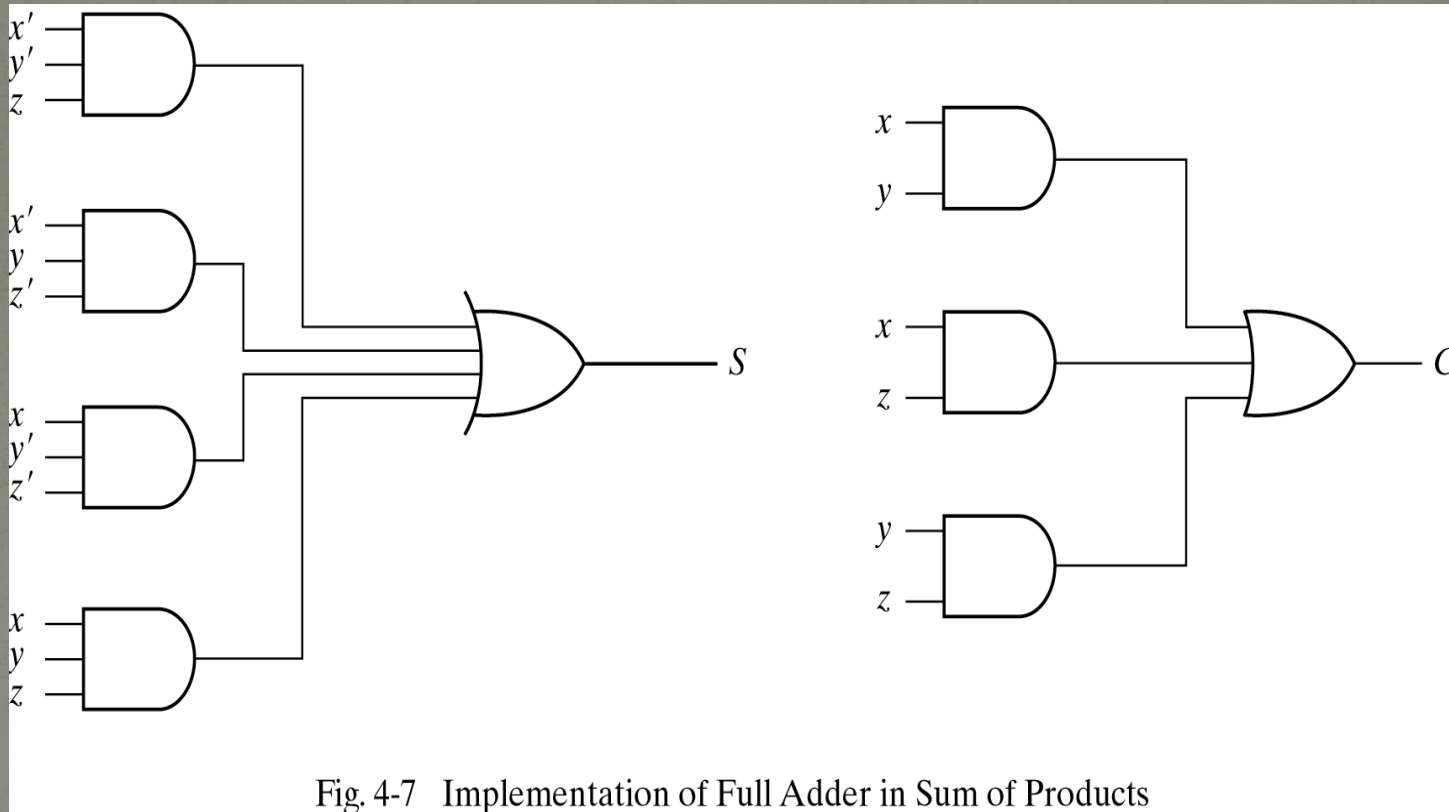 x′
y′
z
x′
y
z′
x
y′
z′
x
y
z
S
x
y
x
z
y
z
C
Fig. 4-7 Implementation of Full Adder in Sum of Products